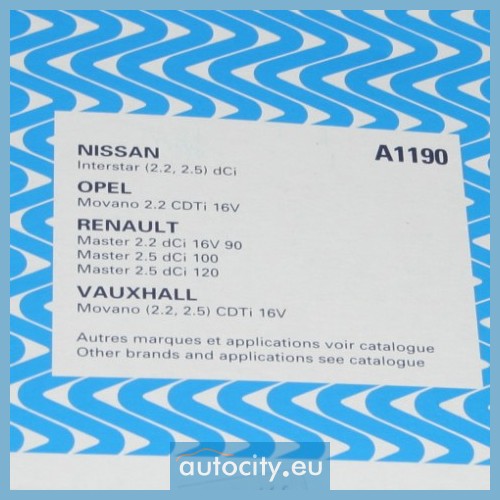 NISSAN
A1190
Interstar (2.2, 2.5) dCi
OPEL
Movano 2.2 CDTi 16V
RENAULT
Master 2.2 dCi 16V 90
Master 2.5 dCi 100
Master 2.5 dCi 120
VAUXHALL
Movano (2.2, 2.5) CDTi 16V
Autres marques et applications voir catalogue
Other brands and applications see catalogue
autocity.eu